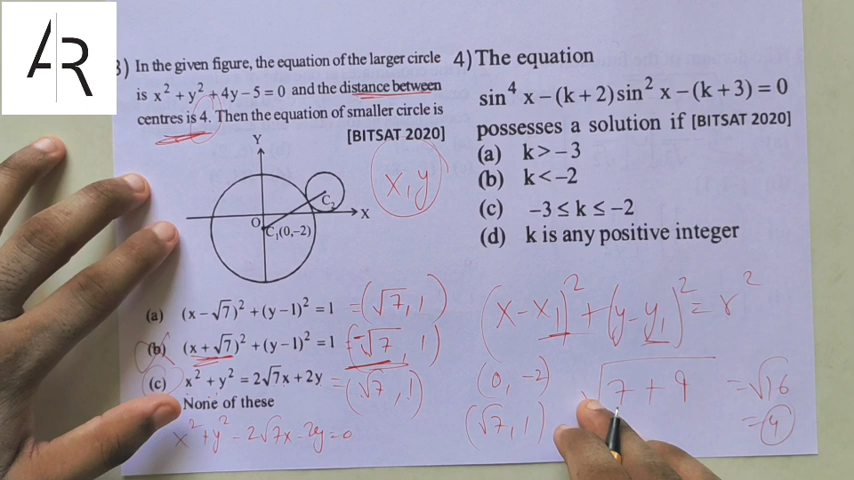 AR
3) In the given figure, the equation of the larger circle
is x² + y² + 4y – 5 = 0 and the distance between
centres is 4. Then the equation of smaller circle is
[BITSAT 2020]
Y
X
O
C₂
C₁(0,–2)
x, y
(a) (x – √7)² + (y – 1)² = 1 = (√7, 1)
(b) (x + √7)² + (y – 1)² = 1 = (-√7, 1)
(c) x² + y² = 2√7x + 2y = (√7, 1)
None of these
x² + y² - 2√7x - 2y = 0
4) The equation
sin⁴ x – (k + 2) sin² x – (k + 3) = 0
possesses a solution if [BITSAT 2020]
(a) k > – 3
(b) k < –2
(c) –3 ≤ k ≤ –2
(d) k is any positive integer
(x - x₁)² + (y - y₁)² = r²
(0, -2)
(√7, 1)
√7 + 9 = √16
= 4